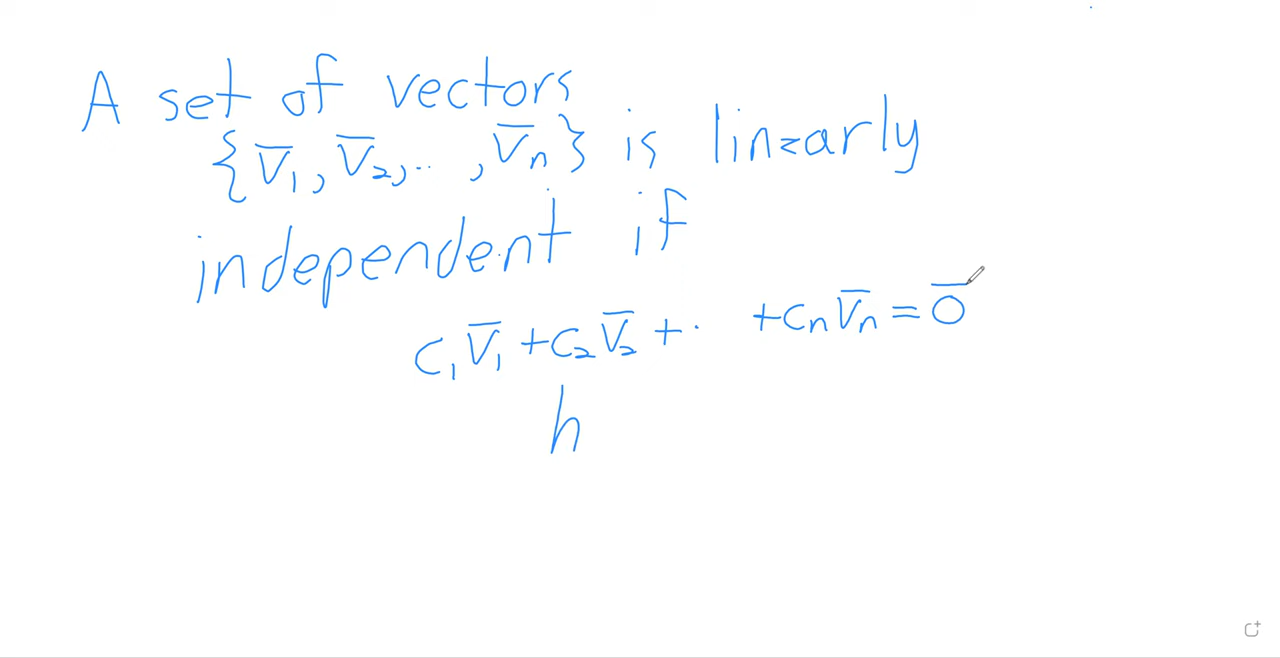 A set of vectors
{v̅₁, v̅₂, .. , v̅ₙ} is linearly
independent if
c₁v̅₁ + c₂v̅₂ + · + cₙv̅ₙ = 0̅
h